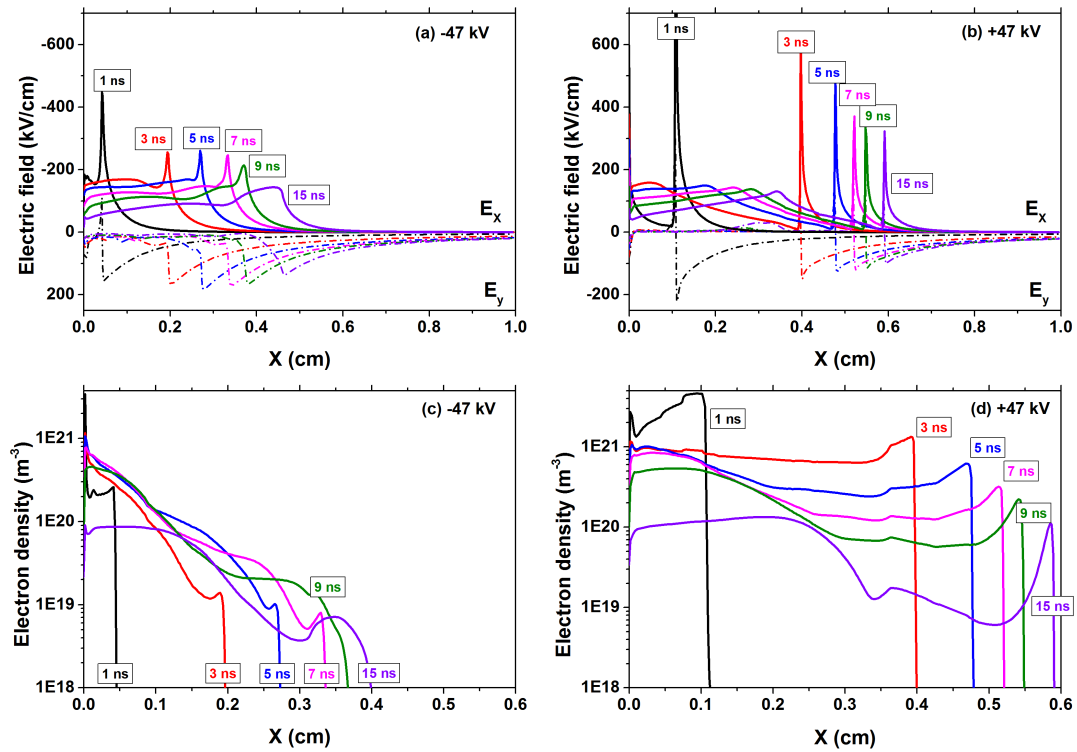 (a) -47 kV
Electric field (kV/cm)
-600
-400
-200
0
200
1 ns
3 ns
5 ns
7 ns
9 ns
15 ns
E_X
E_y
0.0 0.2 0.4 0.6 0.8 1.0
X (cm)
(b) +47 kV
Electric field (kV/cm)
600
400
200
0
-200
1 ns
3 ns
5 ns
7 ns
9 ns
15 ns
E_X
E_y
0.0 0.2 0.4 0.6 0.8 1.0
X (cm)
(c) -47 kV
Electron density (m^-3)
1E21
1E20
1E19
1E18
9 ns
1 ns
3 ns
5 ns
7 ns
15 ns
0.0 0.1 0.2 0.3 0.4 0.5 0.6
X (cm)
(d) +47 kV
Electron density (m^-3)
1E21
1E20
1E19
1E18
1 ns
3 ns
5 ns
7 ns
9 ns
15 ns
0.0 0.1 0.2 0.3 0.4 0.5 0.6
X (cm)